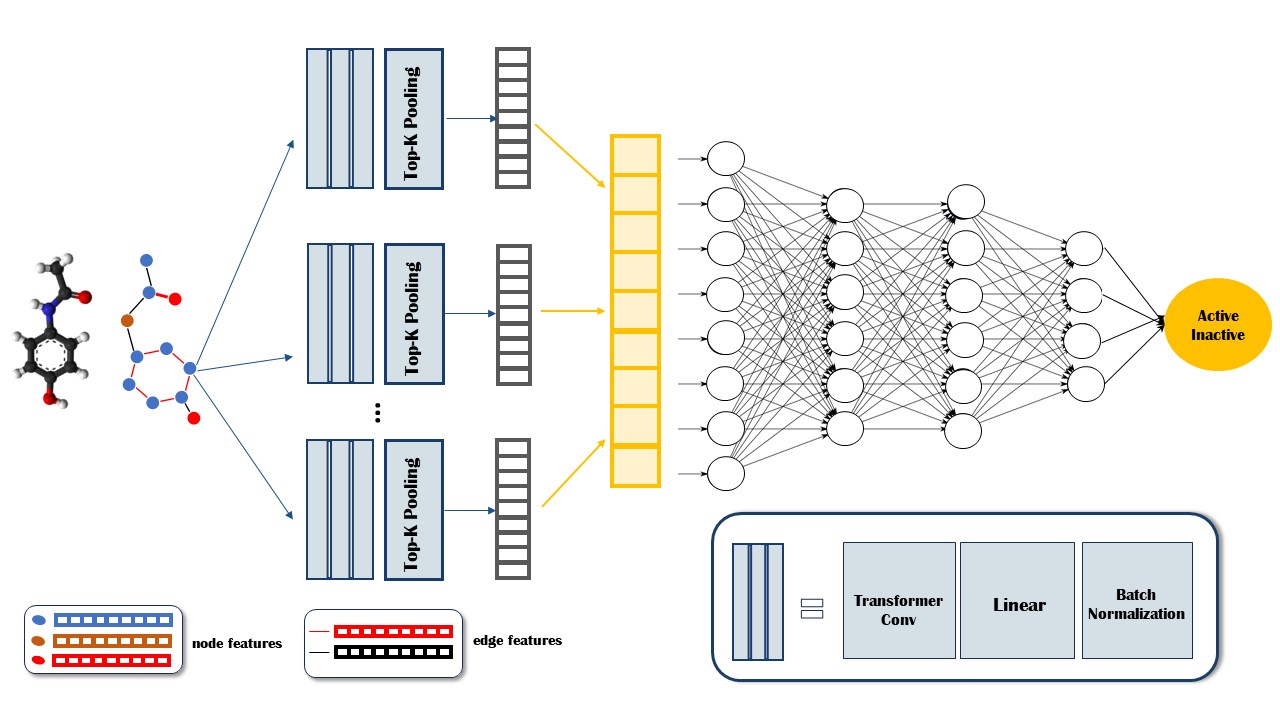 Top-K Pooling
Top-K Pooling
...
Top-K Pooling
Active
Inactive
node features
edge features
=
Transformer
Conv
Linear
Batch
Normalization